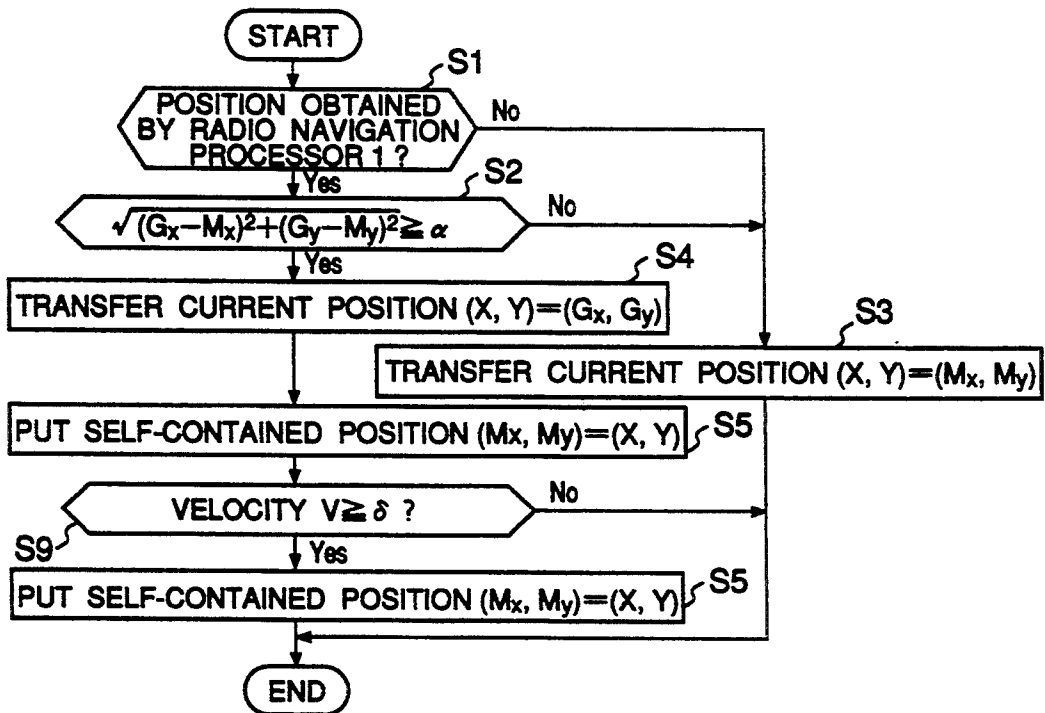 START
S1
POSITION OBTAINED
BY RADIO NAVIGATION
PROCESSOR 1 ?
No
Yes
S2
√(Gx−Mx)²+(Gy−My)² ≧ α
No
Yes
S4
TRANSFER CURRENT POSITION (X, Y)=(Gx, Gy)
S3
TRANSFER CURRENT POSITION (X, Y)=(Mx, My)
PUT SELF-CONTAINED POSITION (Mx, My)=(X, Y)
S5
VELOCITY V≧δ ?
No
S9
Yes
PUT SELF-CONTAINED POSITION (Mx, My)=(X, Y)
S5
END